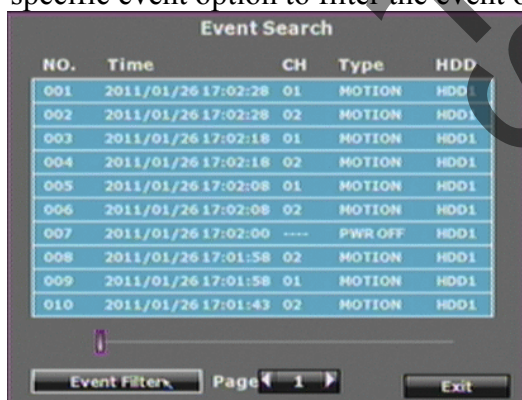 specific event option to filter the event
Event Search
NO. Time CH Type HDD
001 2011/01/26 17:02:28 01 MOTION HDD1
002 2011/01/26 17:02:28 02 MOTION HDD1
003 2011/01/26 17:02:18 01 MOTION HDD1
004 2011/01/26 17:02:18 02 MOTION HDD1
005 2011/01/26 17:02:08 01 MOTION HDD1
006 2011/01/26 17:02:08 02 MOTION HDD1
007 2011/01/26 17:02:00 ---- PWR OFF HDD1
008 2011/01/26 17:01:58 02 MOTION HDD1
009 2011/01/26 17:01:58 01 MOTION HDD1
010 2011/01/26 17:01:43 02 MOTION HDD1
Event Filter Page 1 Exit